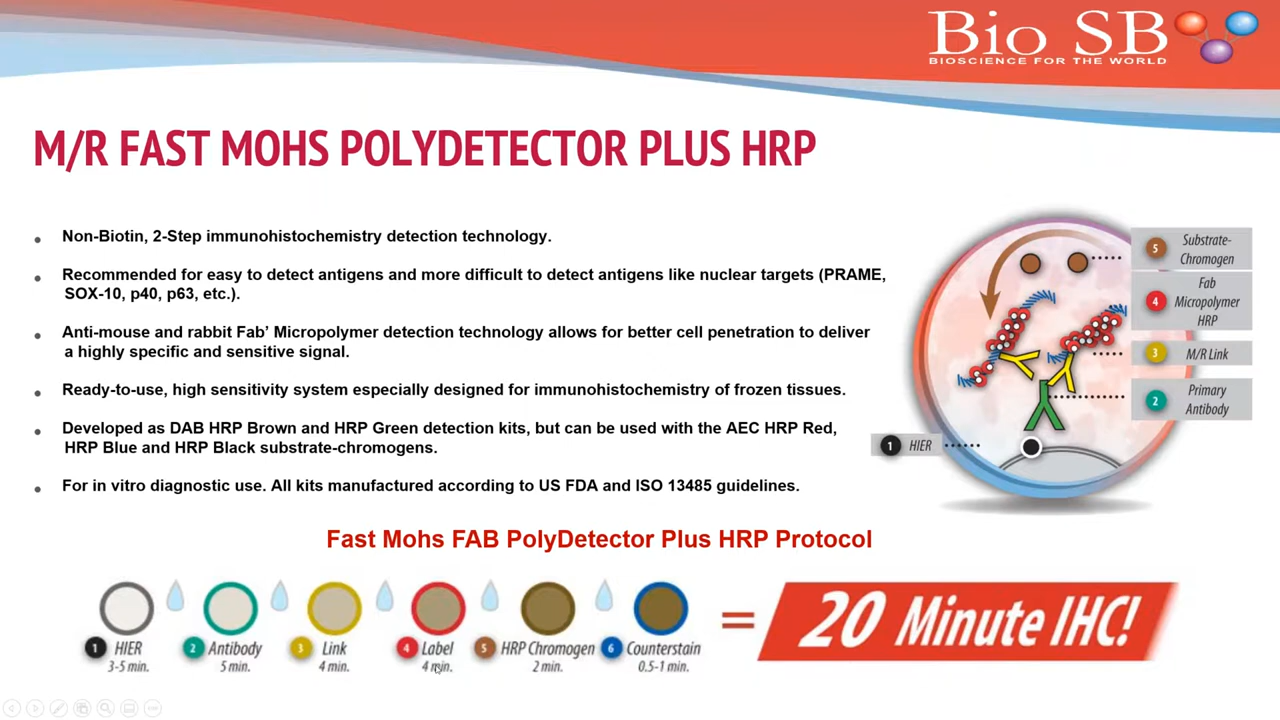 Bio SB
BIOSCIENCE FOR THE WORLD
M/R FAST MOHS POLYDETECTOR PLUS HRP
• Non-Biotin, 2-Step immunohistochemistry detection technology.
• Recommended for easy to detect antigens and more difficult to detect antigens like nuclear targets (PRAME,
SOX-10, p40, p63, etc.).
• Anti-mouse and rabbit Fab’ Micropolymer detection technology allows for better cell penetration to deliver
a highly specific and sensitive signal.
• Ready-to-use, high sensitivity system especially designed for immunohistochemistry of frozen tissues.
• Developed as DAB HRP Brown and HRP Green detection kits, but can be used with the AEC HRP Red,
HRP Blue and HRP Black substrate-chromogens.
• For in vitro diagnostic use. All kits manufactured according to US FDA and ISO 13485 guidelines.
5 Substrate-
Chromogen
4 Fab
Micropolymer
HRP
3 M/R Link
2 Primary
Antibody
1 HIER
Fast Mohs FAB PolyDetector Plus HRP Protocol
1 HIER
3-5 min.
2 Antibody
5 min.
3 Link
4 min.
4 Label
4 min.
5 HRP Chromogen
2 min.
6 Counterstain
0.5-1 min.
= 20 Minute IHC!